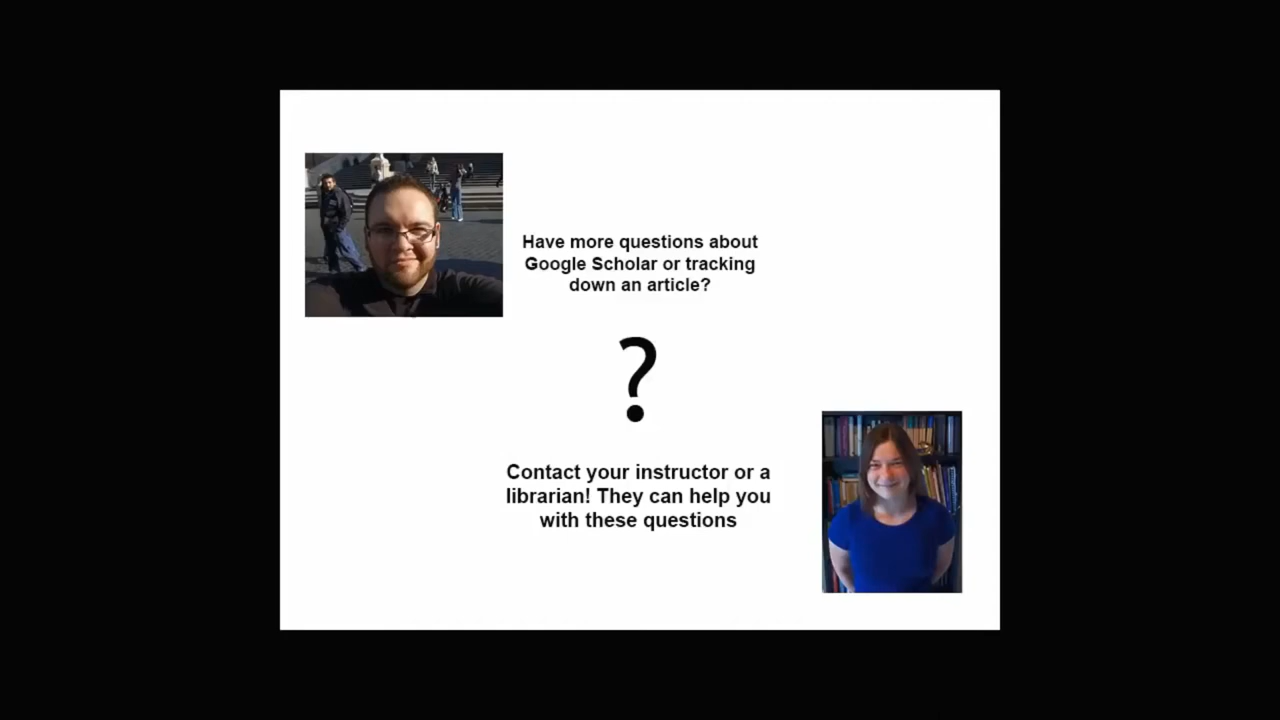 Have more questions about
Google Scholar or tracking
down an article?
?
Contact your instructor or a
librarian! They can help you
with these questions